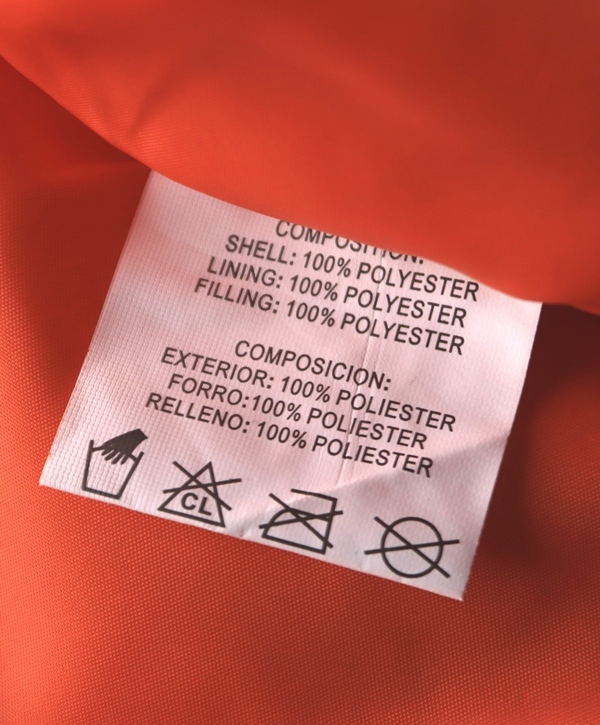 COMPOSITION:
SHELL: 100% POLYESTER
LINING: 100% POLYESTER
FILLING: 100% POLYESTER
COMPOSICION:
EXTERIOR: 100% POLIESTER
FORRO:100% POLIESTER
RELLENO: 100% POLIESTER
CL